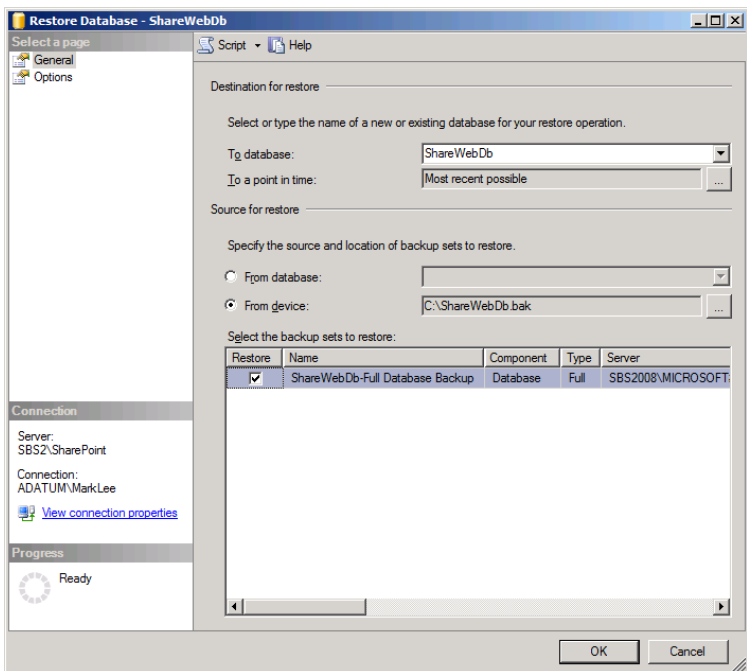 Restore Database - ShareWebDb
Select a page
General
Options
Script Help
Destination for restore
Select or type the name of a new or existing database for your restore operation.
To database: ShareWebDb
To a point in time: Most recent possible ...
Source for restore
Specify the source and location of backup sets to restore.
From database:
From device: C:\ShareWebDb.bak ...
Select the backup sets to restore:
Restore Name Component Type Server
ShareWebDb-Full Database Backup Database Full SBS2008\MICROSOFT
Connection
Server:
SBS2\SharePoint
Connection:
ADATUM\MarkLee
View connection properties
Progress
Ready
OK Cancel